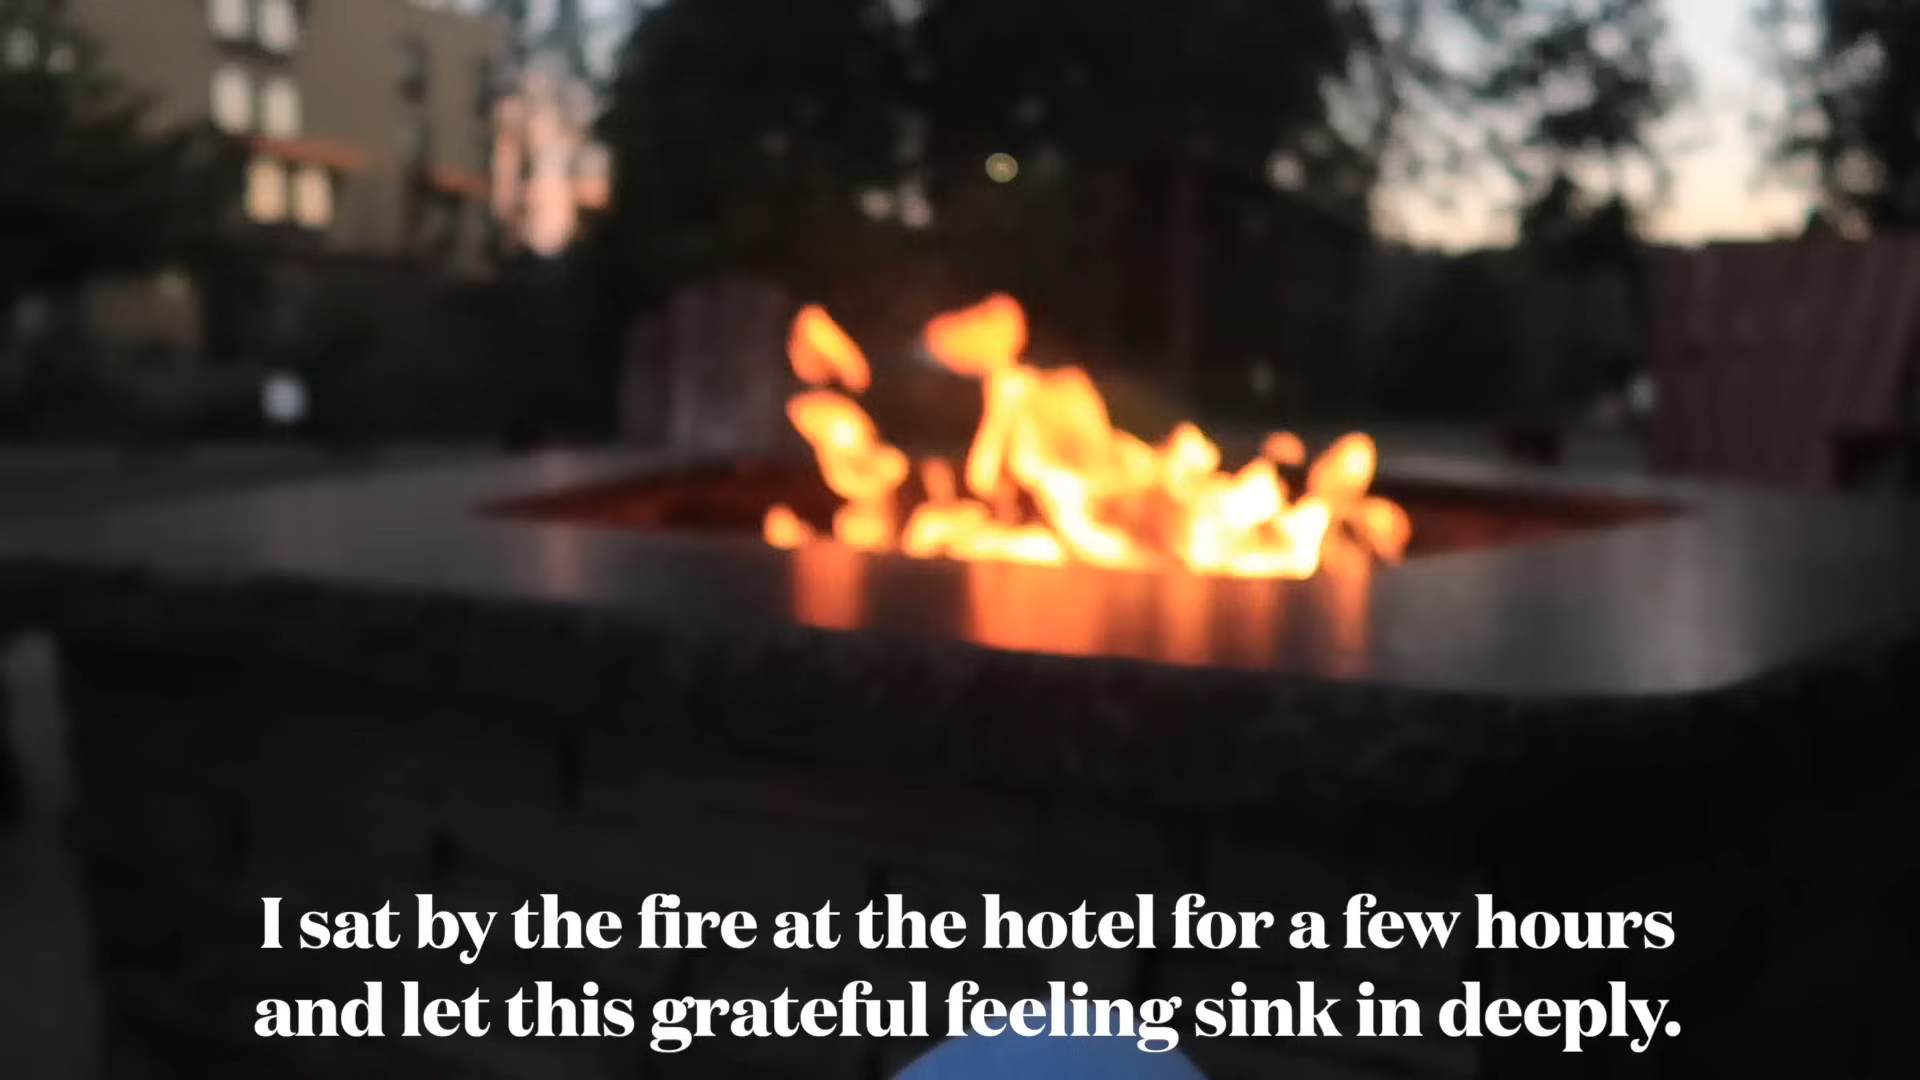 I sat by the fire at the hotel for a few hours
and let this grateful feeling sink in deeply.